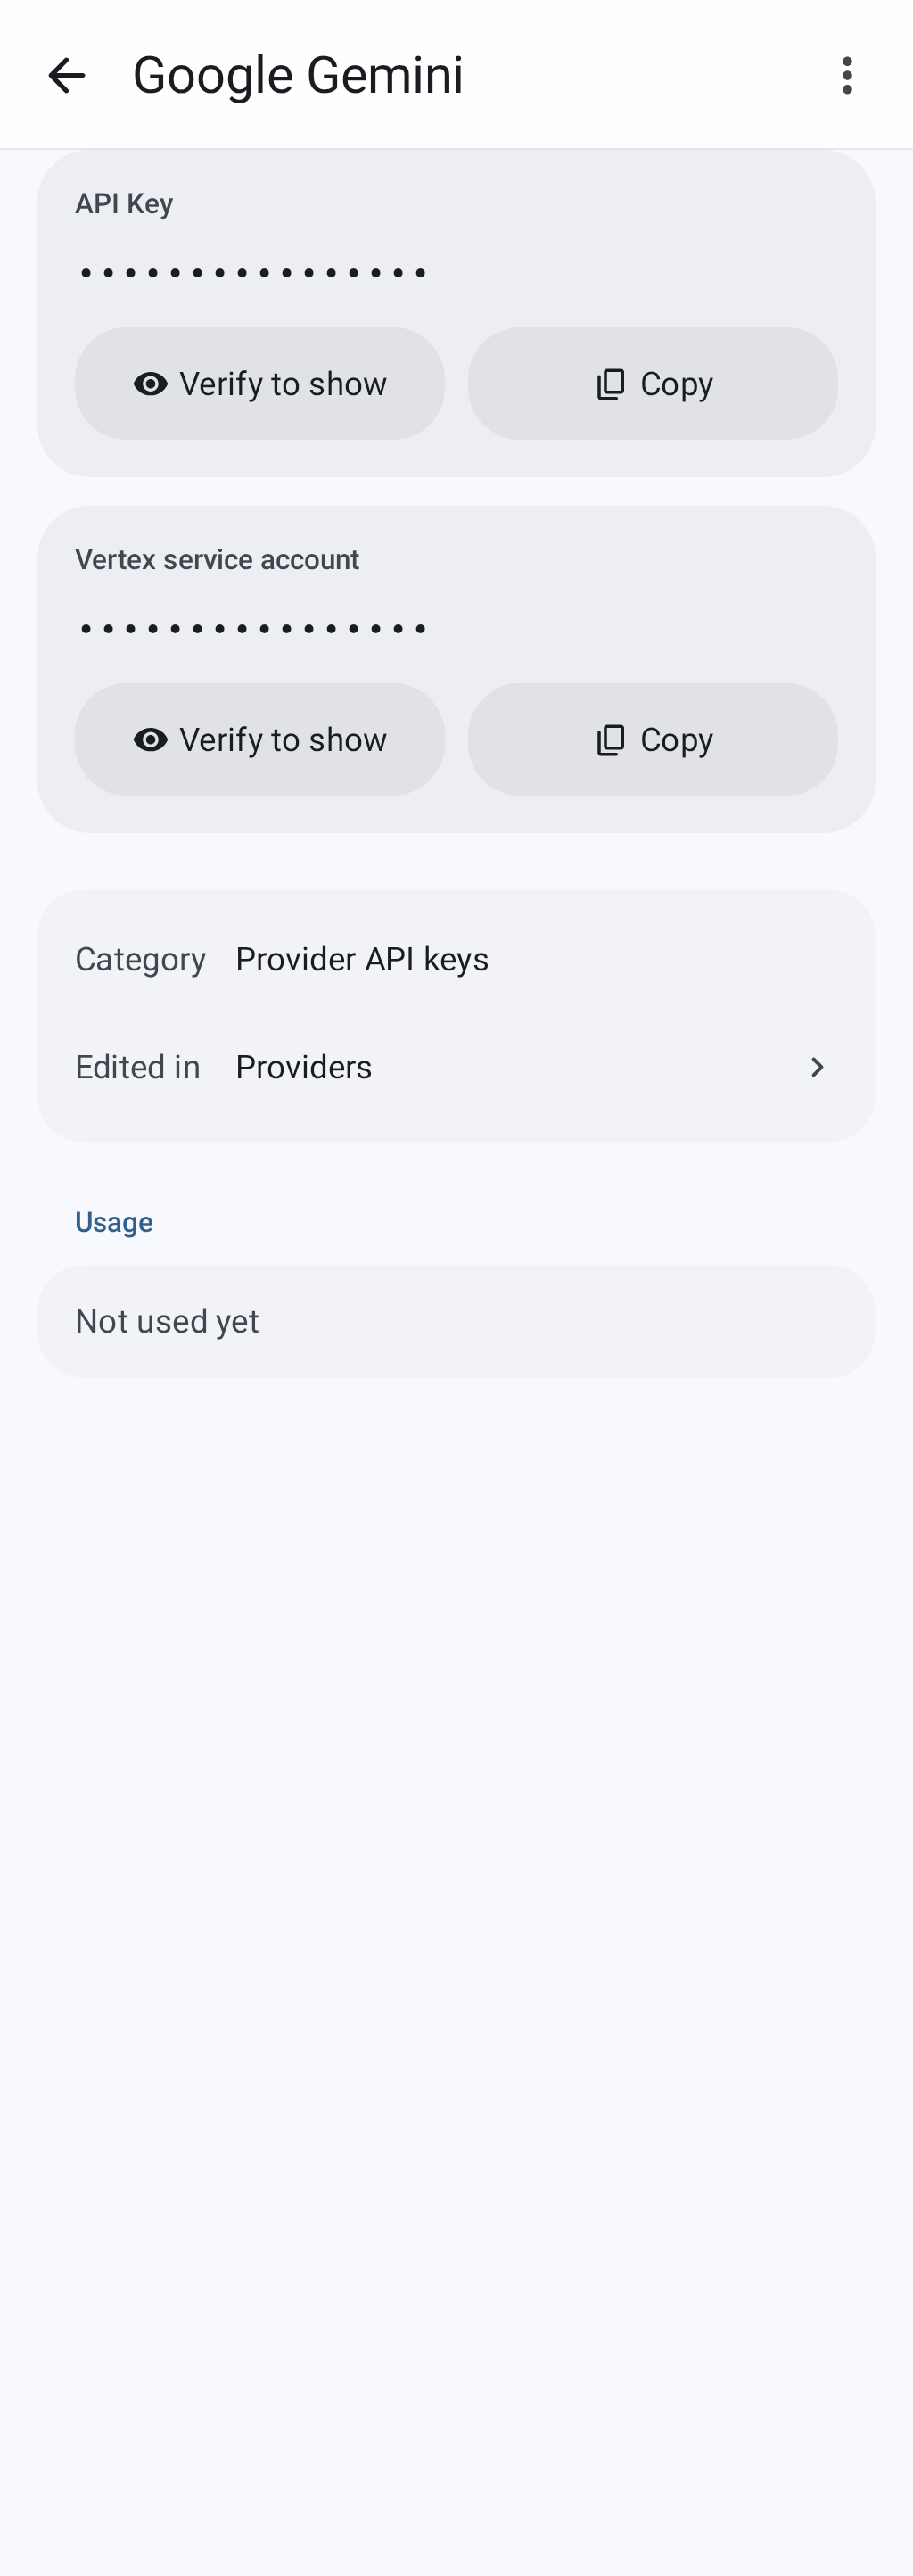 Google Gemini
API Key
••••••••••••••••
Verify to show
Copy
Vertex service account
••••••••••••••••
Verify to show
Copy
Category Provider API keys
Edited in Providers
Usage
Not used yet